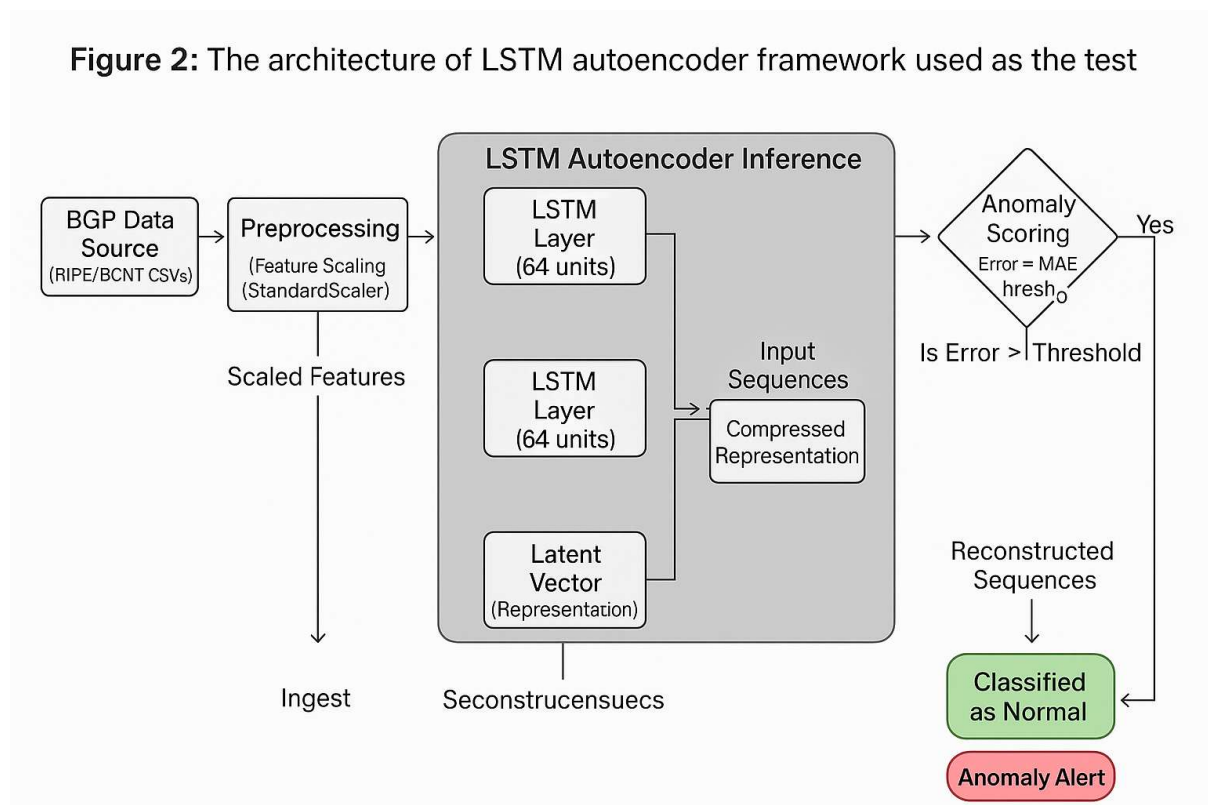 Figure 2: The architecture of LSTM autoencoder framework used as the test
BGP Data
Source
(RIPE/BCNT CSVs)
Preprocessing
(Feature Scaling
(StandardScaler)
Scaled Features
Ingest
LSTM Autoencoder Inference
LSTM
Layer
(64 units)
LSTM
Layer
(64 units)
Latent
Vector
(Representation)
Input
Sequences
Compressed
Representation
Seconstrucensuecs
Anomaly
Scoring
Error = MAE
hresho
Yes
Is Error > Threshold
Reconstructed
Sequences
Classified
as Normal
Anomaly Alert